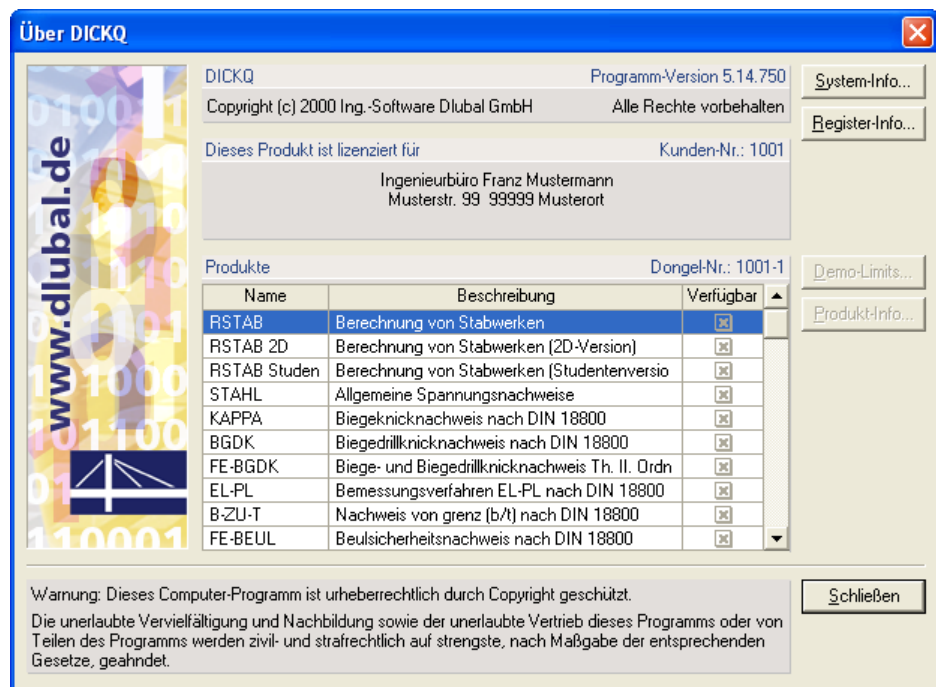 Über DICKQ
www.dlubal.de
DICKQ Programm-Version 5.14.750
Copyright (c) 2000 Ing.-Software Dlubal GmbH Alle Rechte vorbehalten
System-Info...
Register-Info...
Dieses Produkt ist lizenziert für Kunden-Nr.: 1001
Ingenieurbüro Franz Mustermann
Musterstr. 99 99999 Musterort
Produkte Dongel-Nr.: 1001-1
Demo-Limits...
Produkt-Info...
Name Beschreibung Verfügbar
RSTAB Berechnung von Stabwerken
RSTAB 2D Berechnung von Stabwerken (2D-Version)
RSTAB Studen Berechnung von Stabwerken (Studentenversio
STAHL Allgemeine Spannungsnachweise
KAPPA Biegeknicknachweis nach DIN 18800
BGDK Biegedrillknicknachweis nach DIN 18800
FE-BGDK Biege- und Biegedrillknicknachweis Th. II. Ordn
EL-PL Bemessungsverfahren EL-PL nach DIN 18800
B-ZU-T Nachweis von grenz (b/t) nach DIN 18800
FE-BEUL Beulsicherheitsnachweis nach DIN 18800
Warnung: Dieses Computer-Programm ist urheberrechtlich durch Copyright geschützt.
Die unerlaubte Vervielfältigung und Nachbildung sowie der unerlaubte Vertrieb dieses Programms oder von
Teilen des Programms werden zivil- und strafrechtlich auf strengste, nach Maßgabe der entsprechenden
Gesetze, geahndet.
Schließen